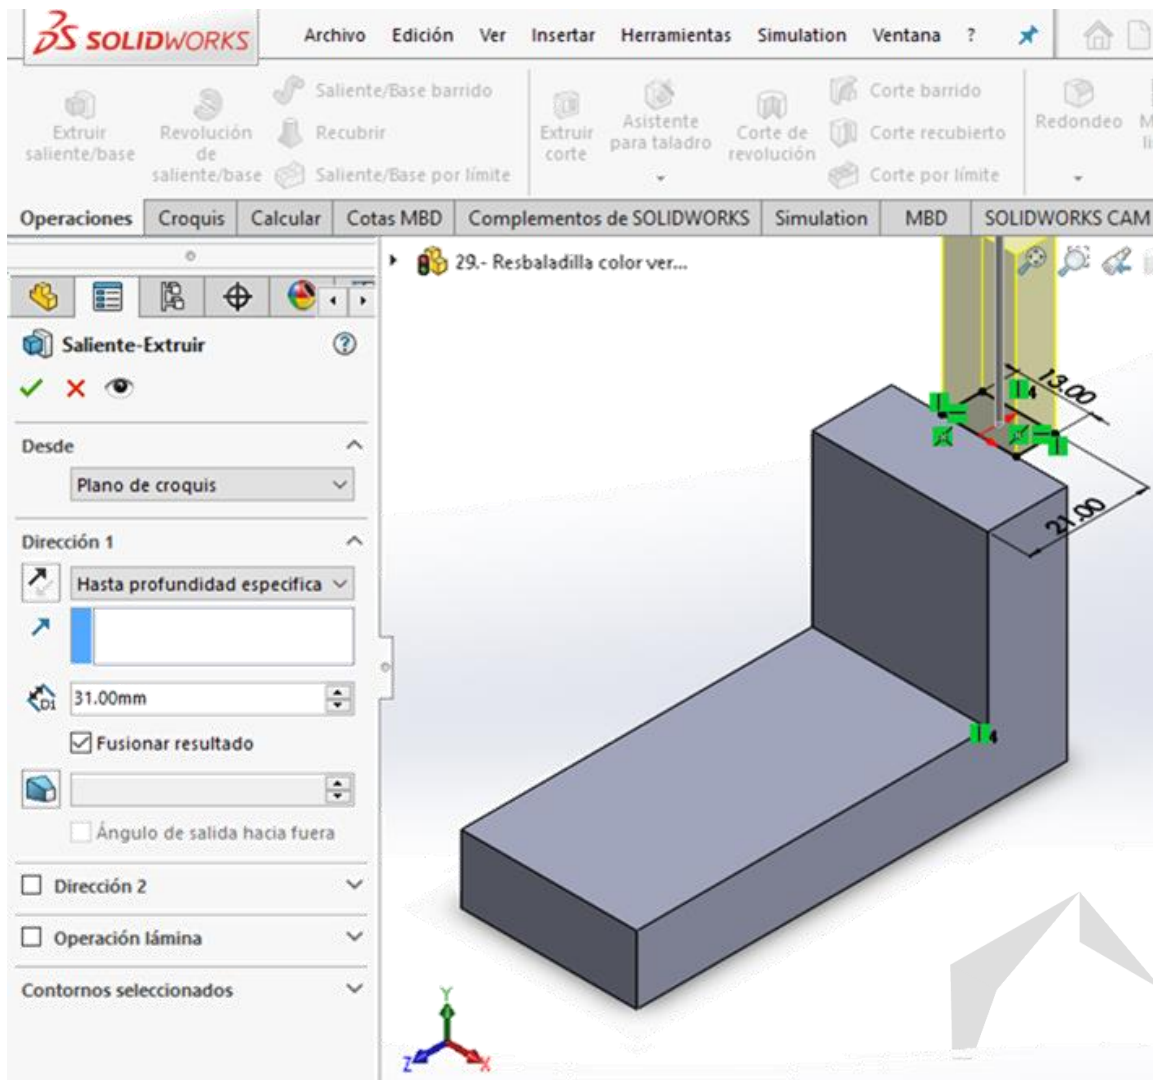 SOLIDWORKS Archivo Edición Ver Insertar Herramientas Simulation Ventana ?
Extruir
saliente/base
Revolución
de
saliente/base
Saliente/Base barrido
Recubrir
Saliente/Base por límite
Extruir
corte
Asistente
para taladro
Corte de
revolución
Corte barrido
Corte recubierto
Corte por límite
Redondeo
Operaciones Croquis Calcular Cotas MBD Complementos de SOLIDWORKS Simulation MBD SOLIDWORKS CAM
29.- Resbaladilla color ver...
Saliente-Extruir
Desde
Plano de croquis
Dirección 1
Hasta profundidad especifica
D1
31.00mm
Fusionar resultado
Ángulo de salida hacia fuera
Dirección 2
Operación lámina
Contornos seleccionados
13.00
4
21.00
4
Y
Z
X